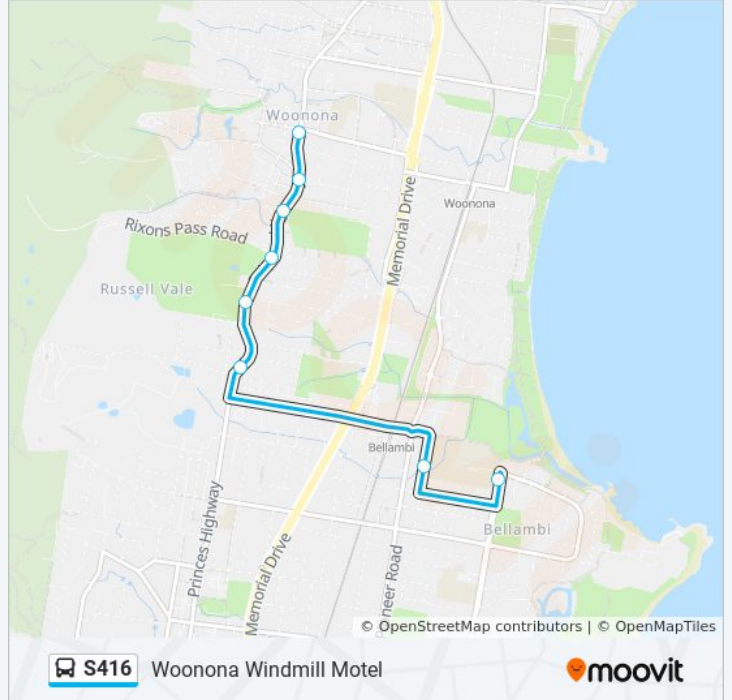 Woonona
Woonona
Rixons Pass Road
Memorial Drive
Russell Vale
Bellambi
Princes Highway
Bellambi
Memorial Drive
neer Road
© OpenStreetMap contributors | © OpenMapTiles
S416 Woonona Windmill Motel
moovit